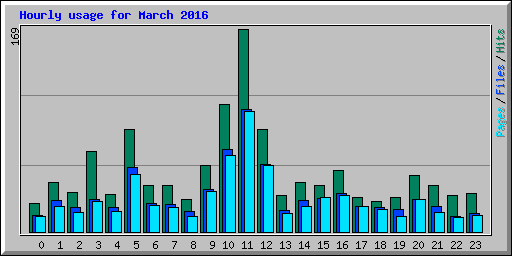 Hourly usage for March 2016
169
Pages/Files/Hits
0 1 2 3 4 5 6 7 8 9 10 11 12 13 14 15 16 17 18 19 20 21 22 23